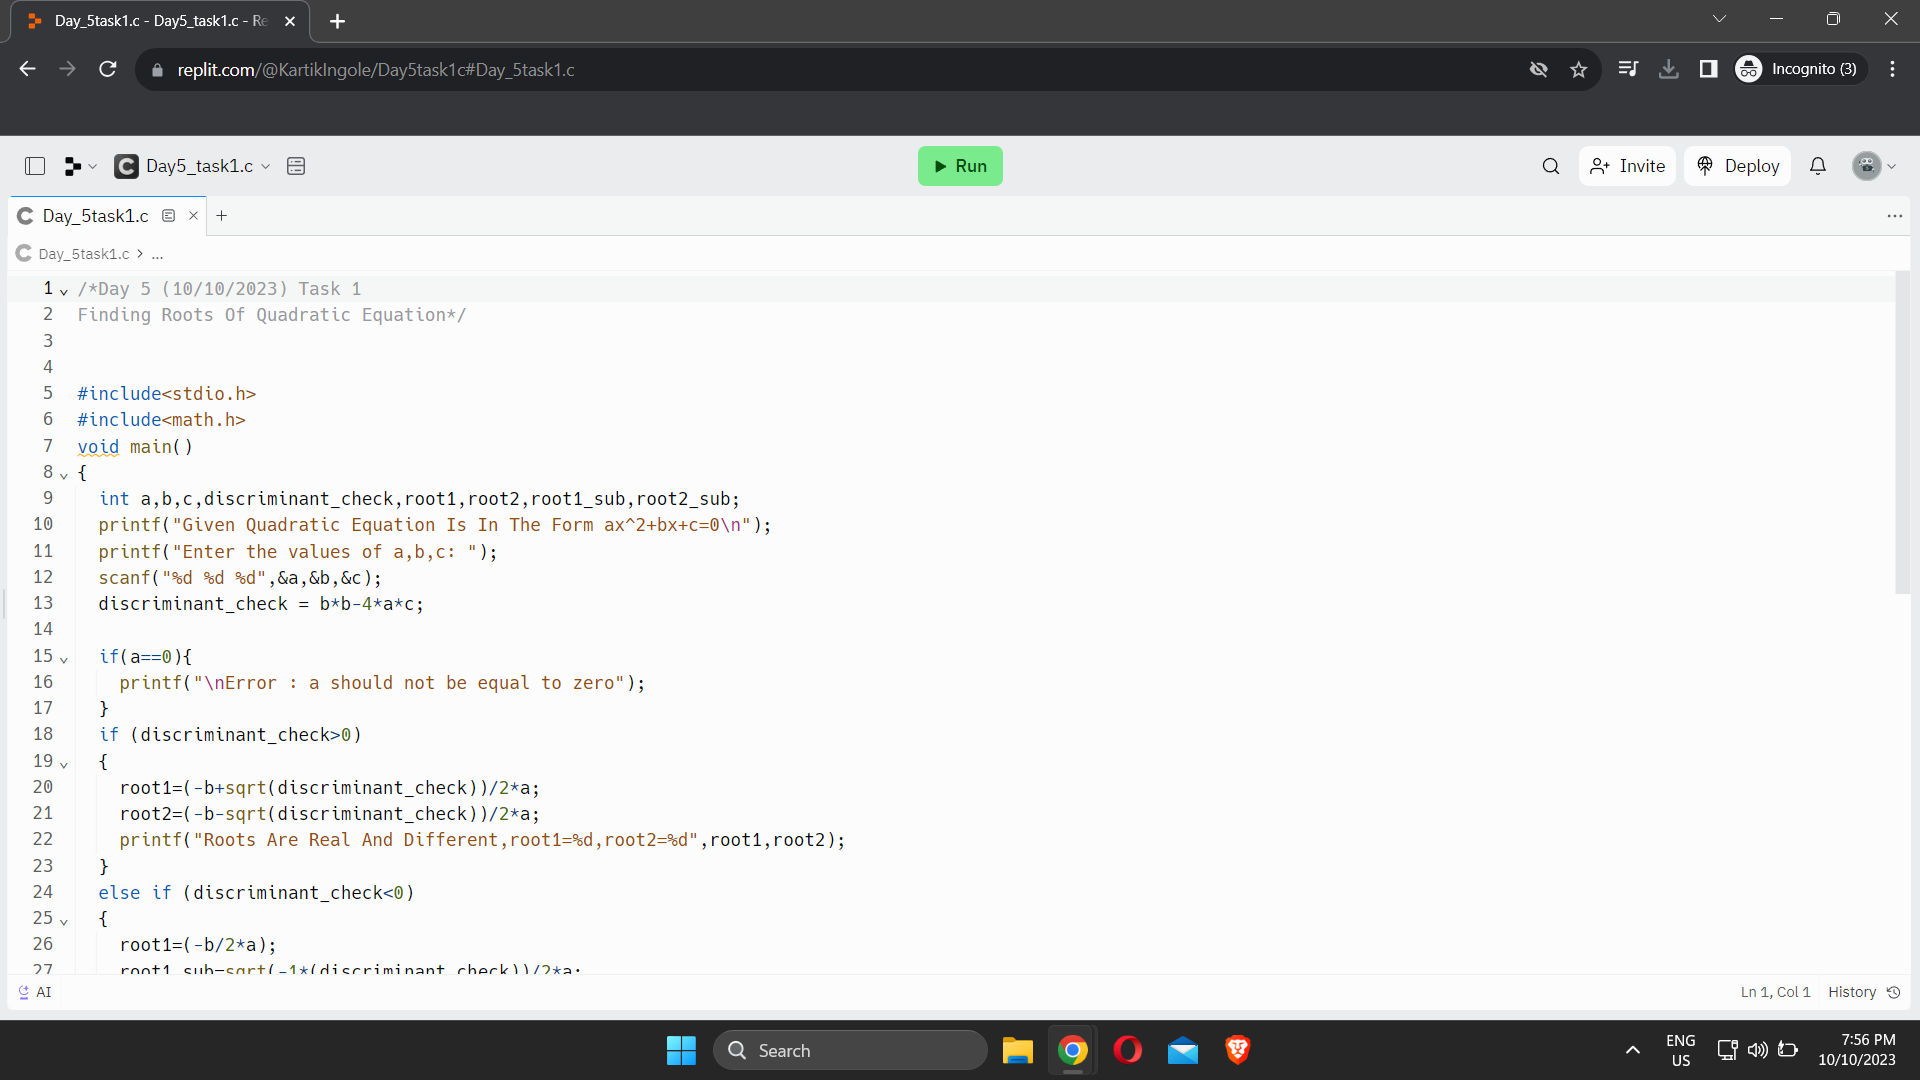 Day_5task1.c - Day5_task1.c - Re
replit.com/@KartikIngole/Day5task1c#Day_5task1.c
Incognito (3)
Day5_task1.c
Run
Invite
Deploy
Day_5task1.c
Day_5task1.c > ...
1 /*Day 5 (10/10/2023) Task 1
2 Finding Roots Of Quadratic Equation*/
3
4
5 #include<stdio.h>
6 #include<math.h>
7 void main()
8 {
9 int a,b,c,discriminant_check,root1,root2,root1_sub,root2_sub;
10 printf("Given Quadratic Equation Is In The Form ax^2+bx+c=0\n");
11 printf("Enter the values of a,b,c: ");
12 scanf("%d %d %d",&a,&b,&c);
13 discriminant_check = b*b-4*a*c;
14
15 if(a==0){
16 printf("\nError : a should not be equal to zero");
17 }
18 if (discriminant_check>0)
19 {
20 root1=(-b+sqrt(discriminant_check))/2*a;
21 root2=(-b-sqrt(discriminant_check))/2*a;
22 printf("Roots Are Real And Different,root1=%d,root2=%d",root1,root2);
23 }
24 else if (discriminant_check<0)
25 {
26 root1=(-b/2*a);
27 root1_sub=sqrt(-1*(discriminant_check))/2*a;
AI
Ln 1, Col 1 History
Search
ENG
US
7:56 PM
10/10/2023